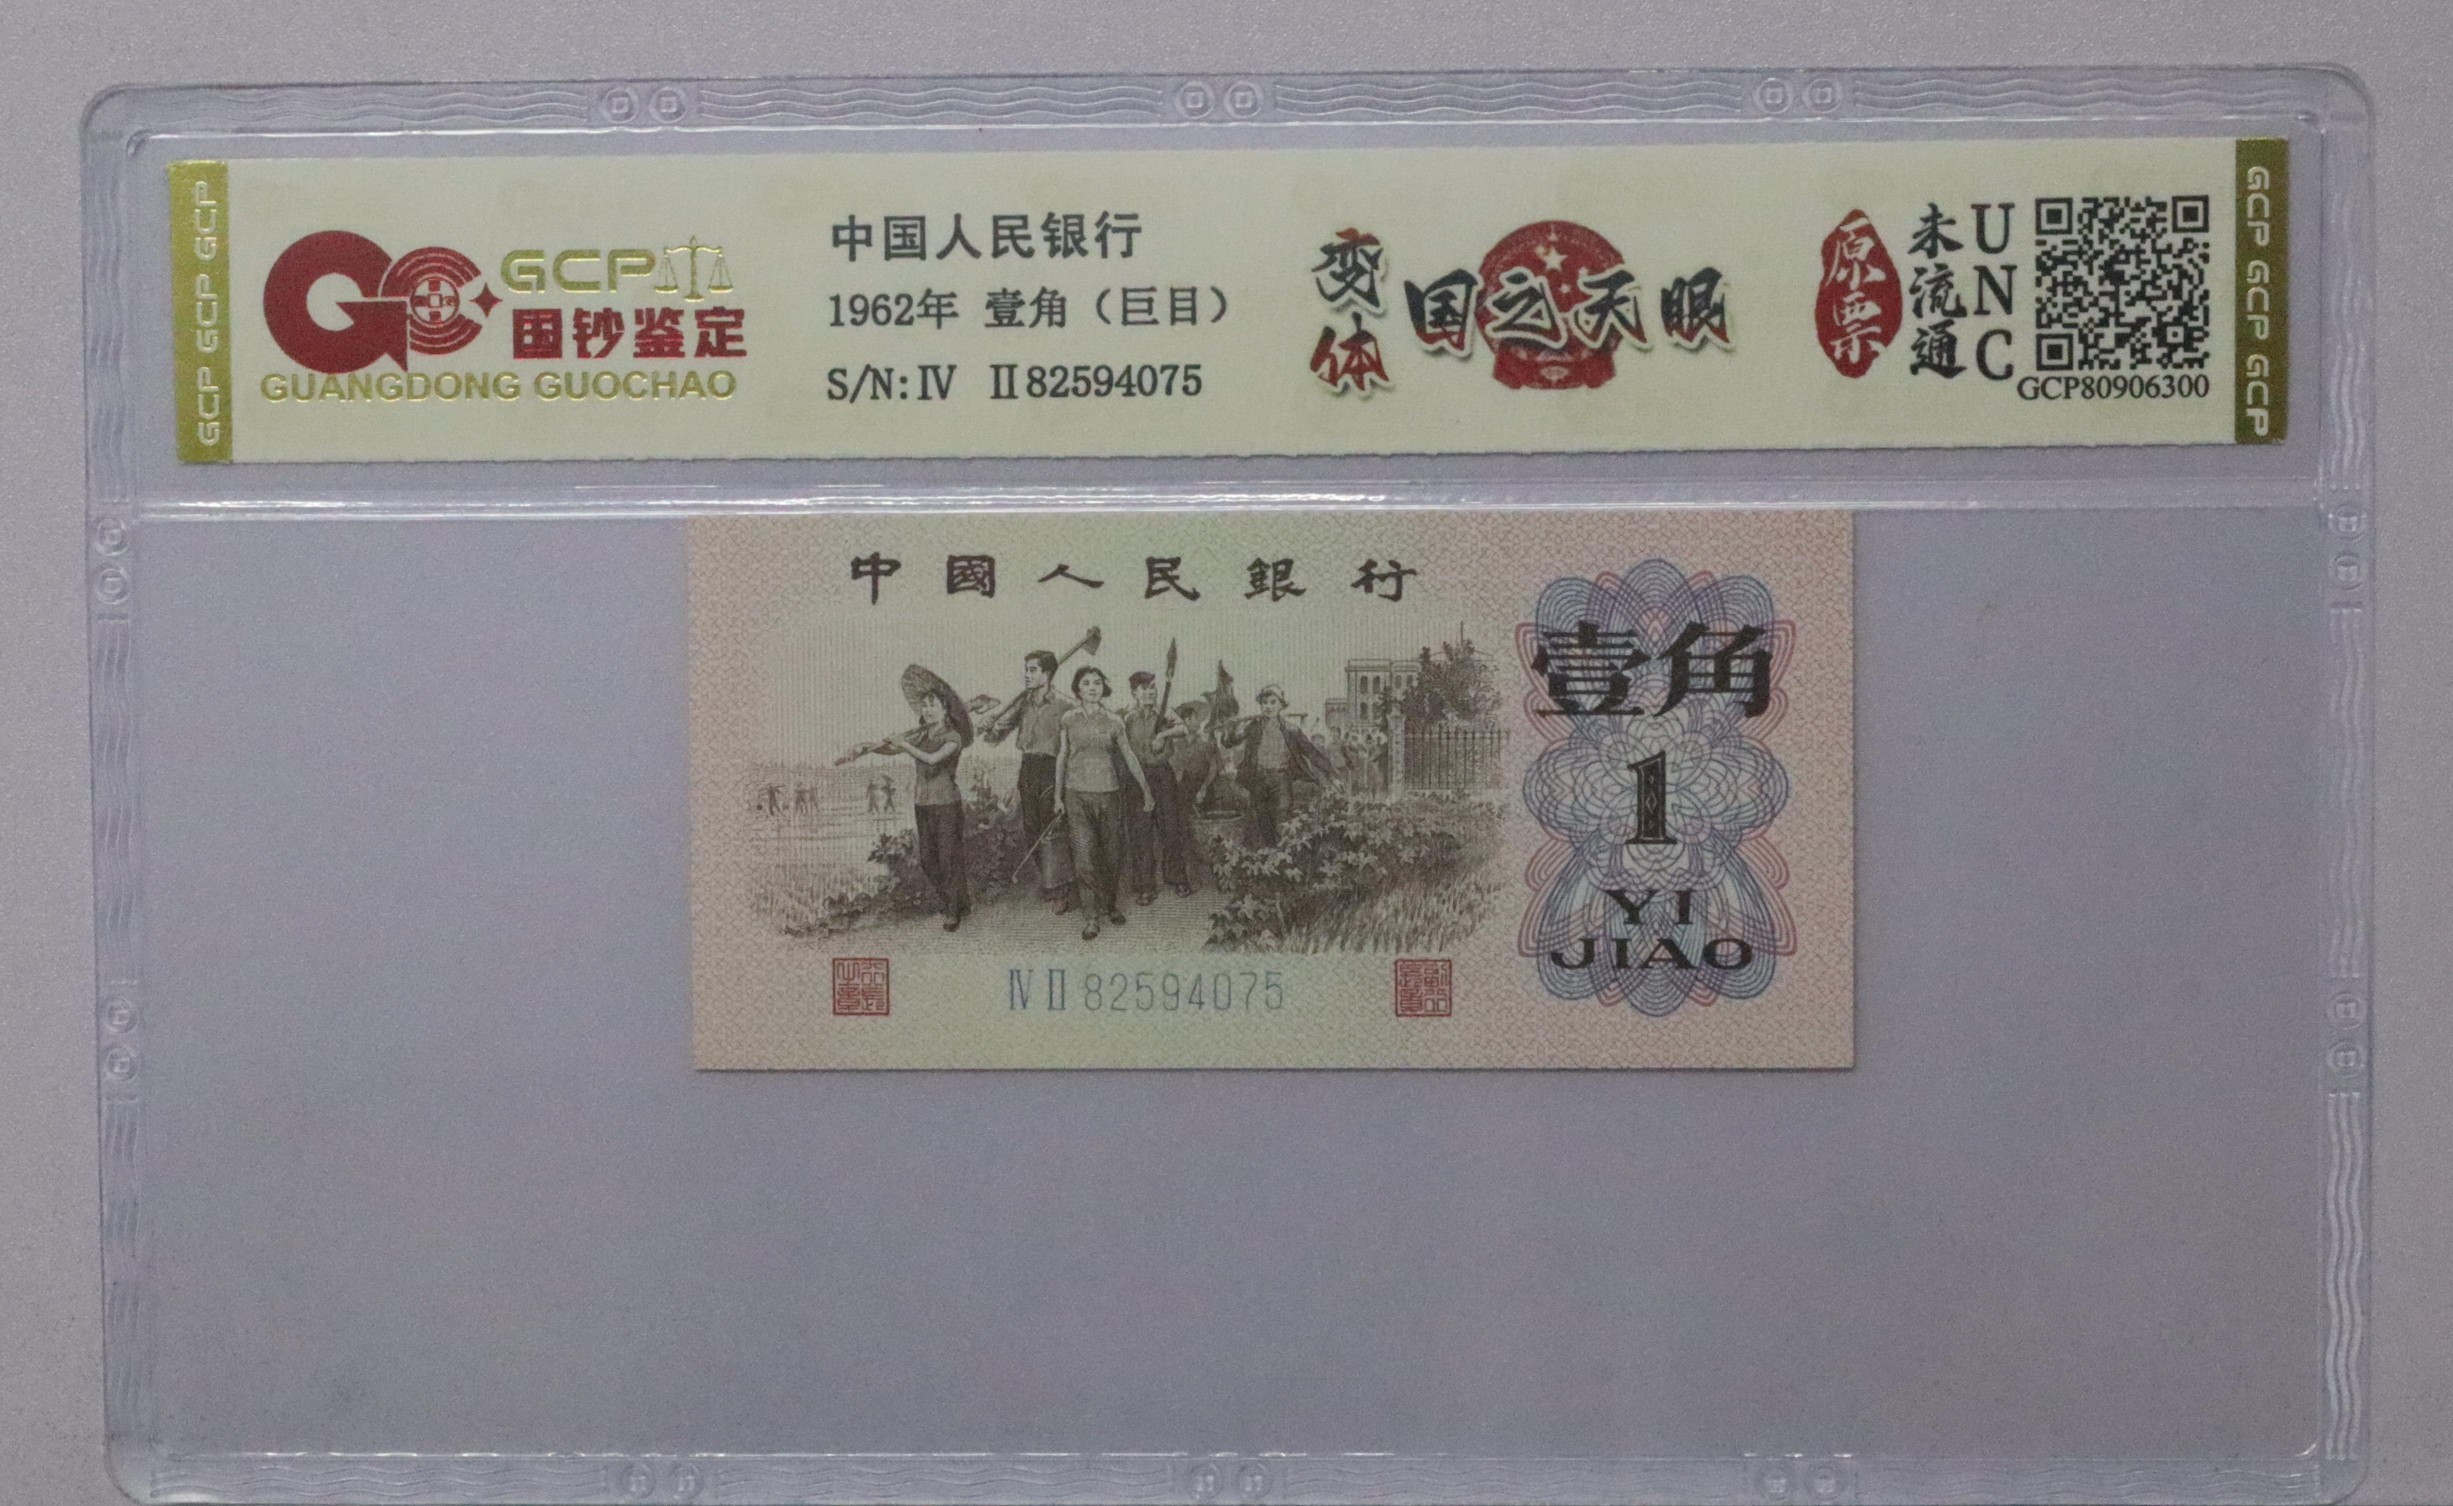 GCP GCP GCP
GCP
国钞鉴定
GUANGDONG GUOCHAO
中国人民银行
1962年 壹角（巨目）
S/N:Ⅳ Ⅱ82594075
变体
国之天眼
原票
未流通
UNC
GCP80906300
GCP GCP GCP
中國人民銀行
壹角
1
YI
JIAO
ⅣⅡ82594075